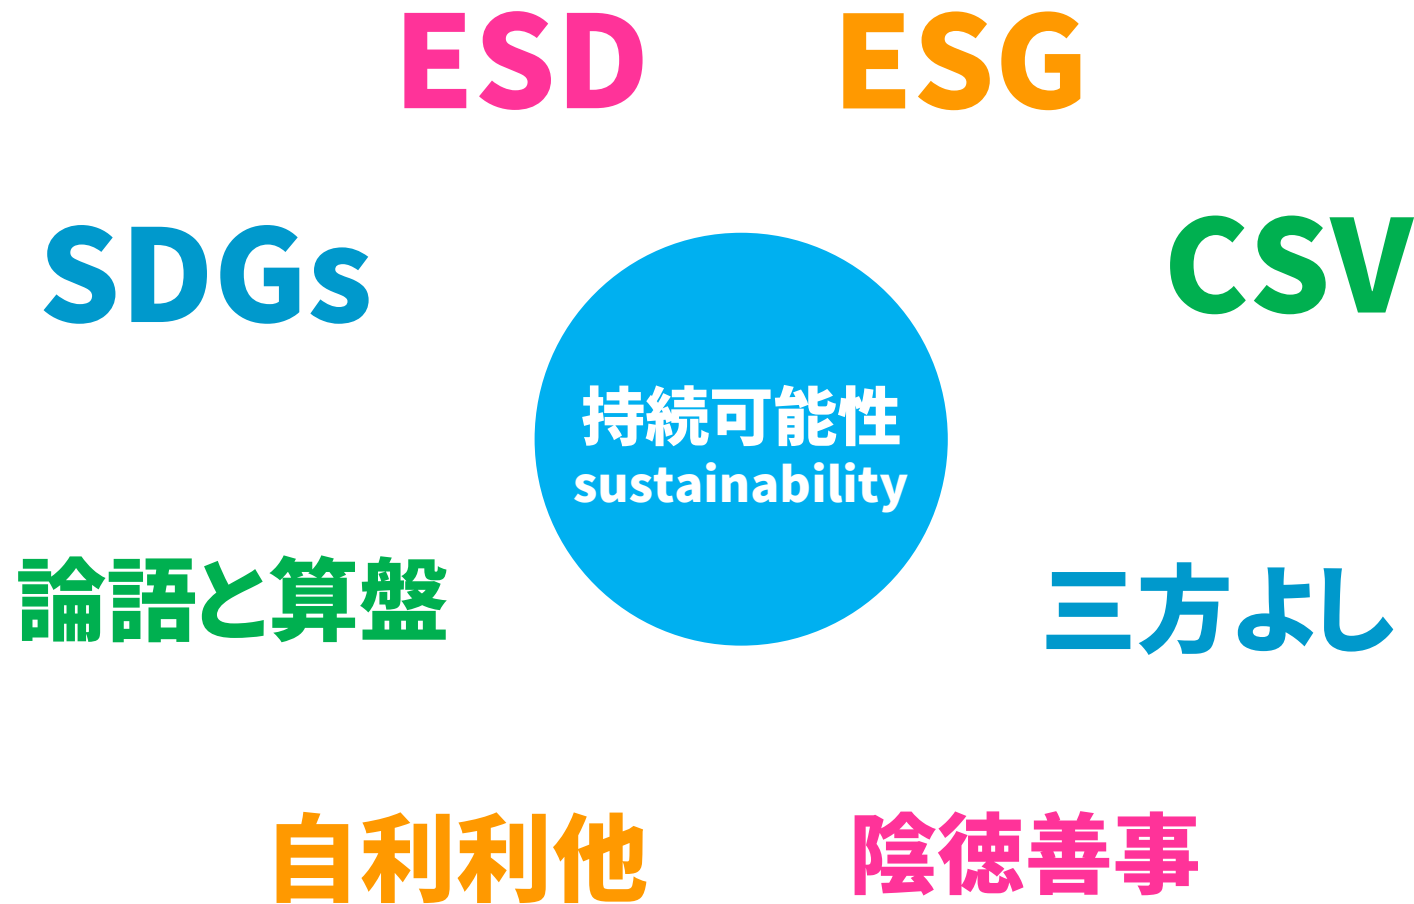 ESD
ESG
SDGs
CSV
持続可能性
sustainability
論語と算盤
三方よし
自利利他
陰徳善事